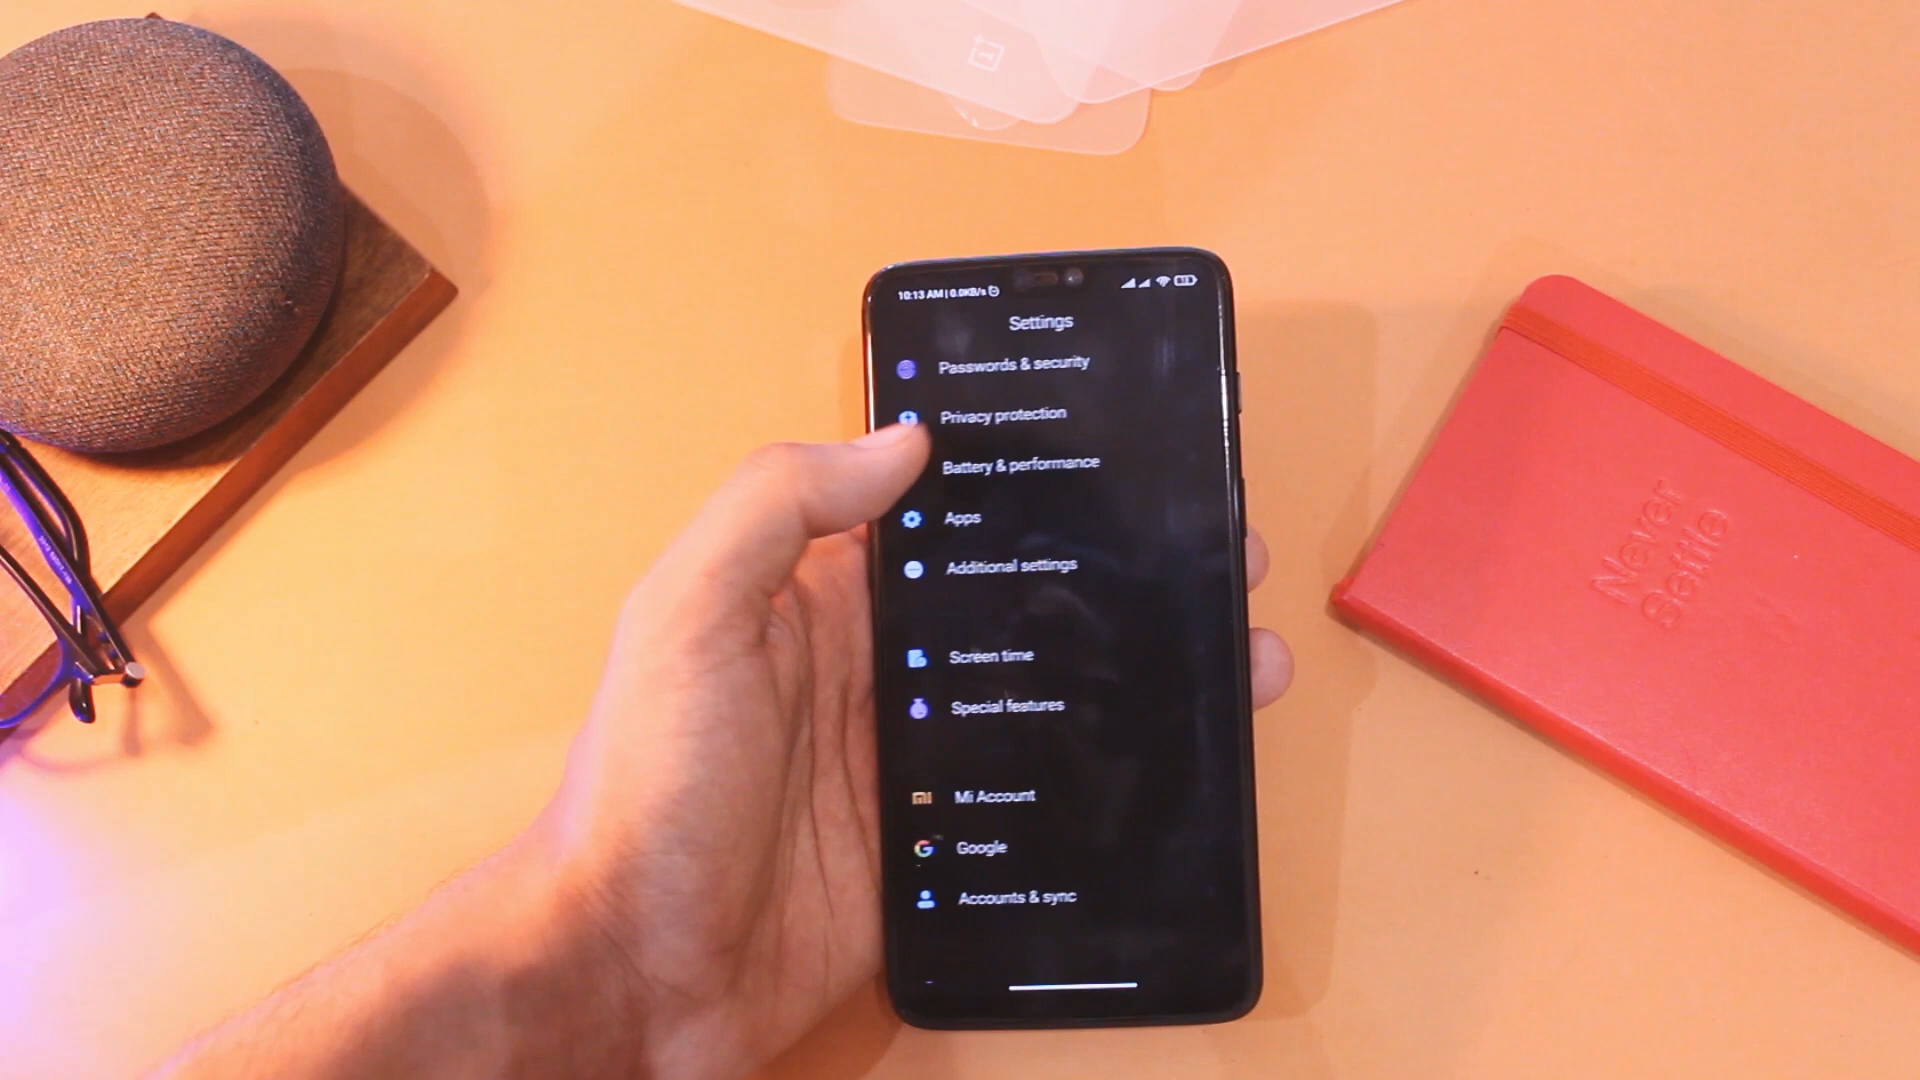 10:13 AM | 0.0KB/s
Settings
Passwords & security
Privacy protection
Battery & performance
Apps
Additional settings
Screen time
Special features
Mi Account
Google
Accounts & sync
Never
Settle